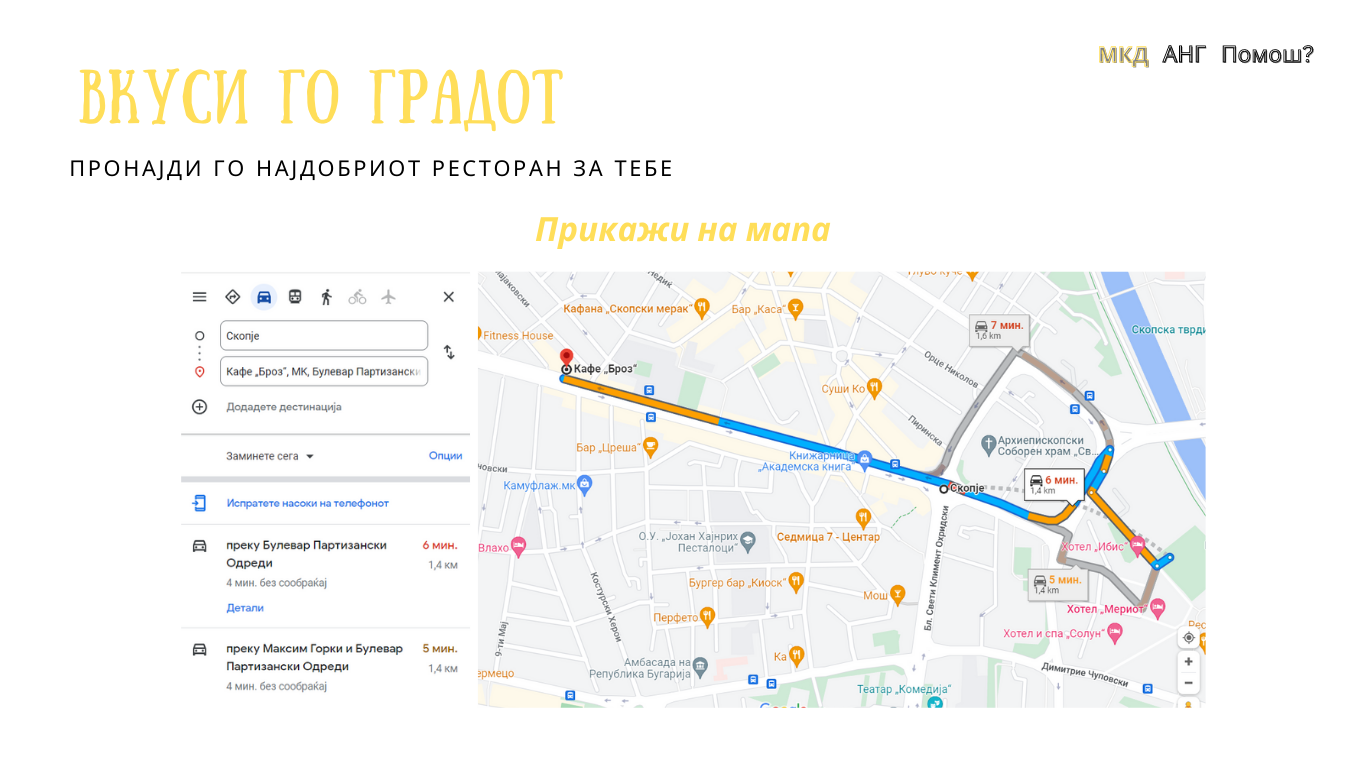 МКД АНГ Помош?
ВКУСИ ГО ГРАДОТ
ПРОНАЈДИ ГО НАЈДОБРИОТ РЕСТОРАН ЗА ТЕБЕ
Прикажи на мапа
Скопје
Кафе „Броз“, МК, Булевар Партизански
Додадете дестинација
Заминете сега
Опции
Испратете насоки на телефонот
преку Булевар Партизански
Одреди
6 мин.
1,4 км
4 мин. без сообраќај
Детали
преку Максим Горки и Булевар
Партизански Одреди
5 мин.
1,4 км
4 мин. без сообраќај
Кафана „Скопски мерак“
Бар „Каса“
Fitness House
7 мин.
1,6 km
Скопска тврди
Кафе „Броз“
Орце Николов
Суши Ко
Пиринска
Архиепископски
Соборен храм „Св...
Бар „Цреша“
Книжарница
„Академска книга
Камуфлаж.мк
Скопје
6 мин.
1,4 km
О.У. „Јохан Хајнрих
Песталоци“
Седмица 7 - Центар
Влахо
Хотел „Ибис“
Бургер бар „Киоск“
Мош
5 мин.
1,4 km
Костурски Херои
Бл. Свети Климент Охридски
Хотел „Мериот“
Перфето
Хотел и спа „Солун“
9-ти Мај
Ка
Амбасада на
Република Бугарија
Димитрие Чуповски
Театар „Комедија“